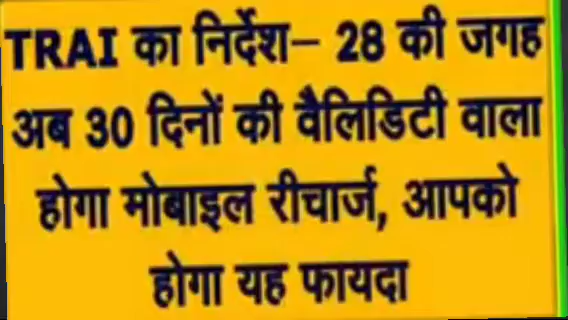 TRAI का निर्देश– 28 की जगह
अब 30 दिनों की वैलिडिटी वाला
होगा मोबाइल रीचार्ज, आपको
होगा यह फायदा